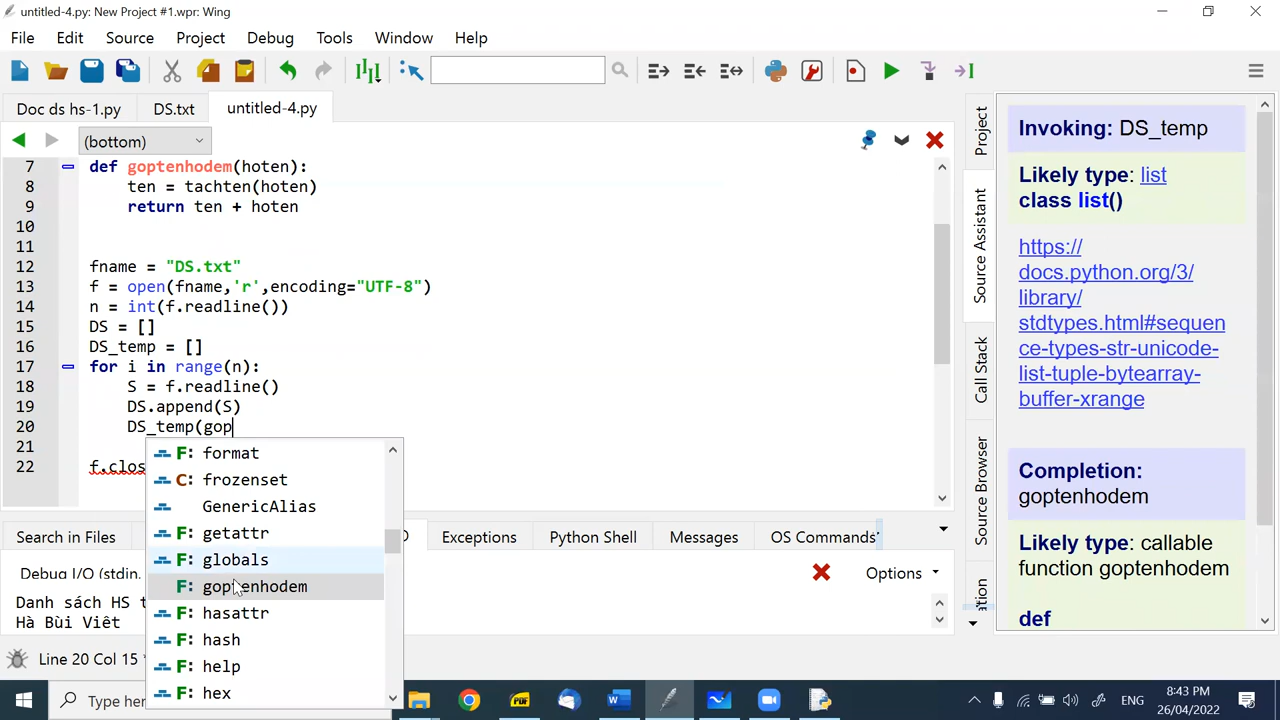 untitled-4.py: New Project #1.wpr: Wing
File Edit Source Project Debug Tools Window Help
Doc ds hs-1.py DS.txt untitled-4.py
(bottom)
7 def goptenhodem(hoten):
8 ten = tachten(hoten)
9 return ten + hoten
10
11
12 fname = "DS.txt"
13 f = open(fname,'r',encoding="UTF-8")
14 n = int(f.readline())
15 DS = []
16 DS_temp = []
17 for i in range(n):
18 S = f.readline()
19 DS.append(S)
20 DS_temp(gop
21
22 f.clos
F: format
C: frozenset
GenericAlias
F: getattr
F: globals
F: goptenhodem
F: hasattr
F: hash
F: help
F: hex
Project
Source Assistant
Call Stack
Source Browser
Invoking: DS_temp
Likely type: list
class list()
https://
docs.python.org/3/
library/
stdtypes.html#sequen
ce-types-str-unicode-
list-tuple-bytearray-
buffer-xrange
Completion:
goptenhodem
Likely type: callable
function goptenhodem
def
Search in Files Exceptions Python Shell Messages OS Commands
Debug I/O (stdin, Options
Danh sách HS t
Hà Bùi Viêt
Line 20 Col 15
Type her
ENG
8:43 PM
26/04/2022